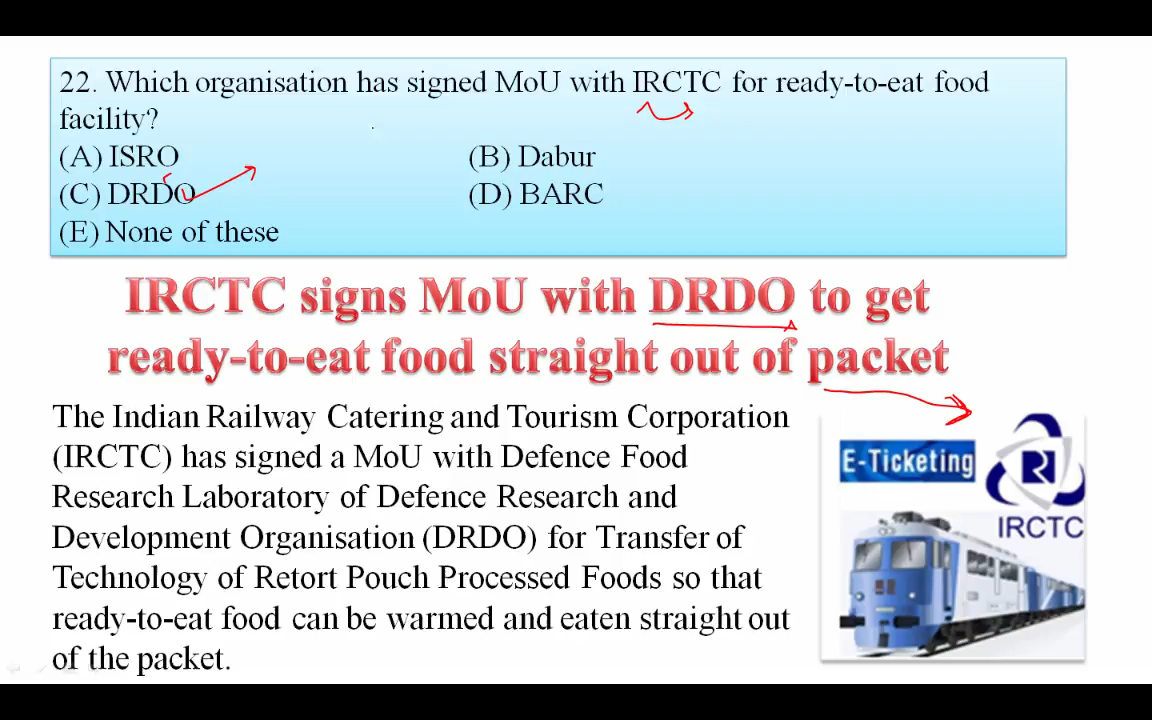 22. Which organisation has signed MoU with IRCTC for ready-to-eat food
facility?
(A) ISRO
(B) Dabur
(C) DRDO
(D) BARC
(E) None of these
IRCTC signs MoU with DRDO to get
ready-to-eat food straight out of packet
The Indian Railway Catering and Tourism Corporation
(IRCTC) has signed a MoU with Defence Food
Research Laboratory of Defence Research and
Development Organisation (DRDO) for Transfer of
Technology of Retort Pouch Processed Foods so that
ready-to-eat food can be warmed and eaten straight out
of the packet.
E-Ticketing
IRCTC